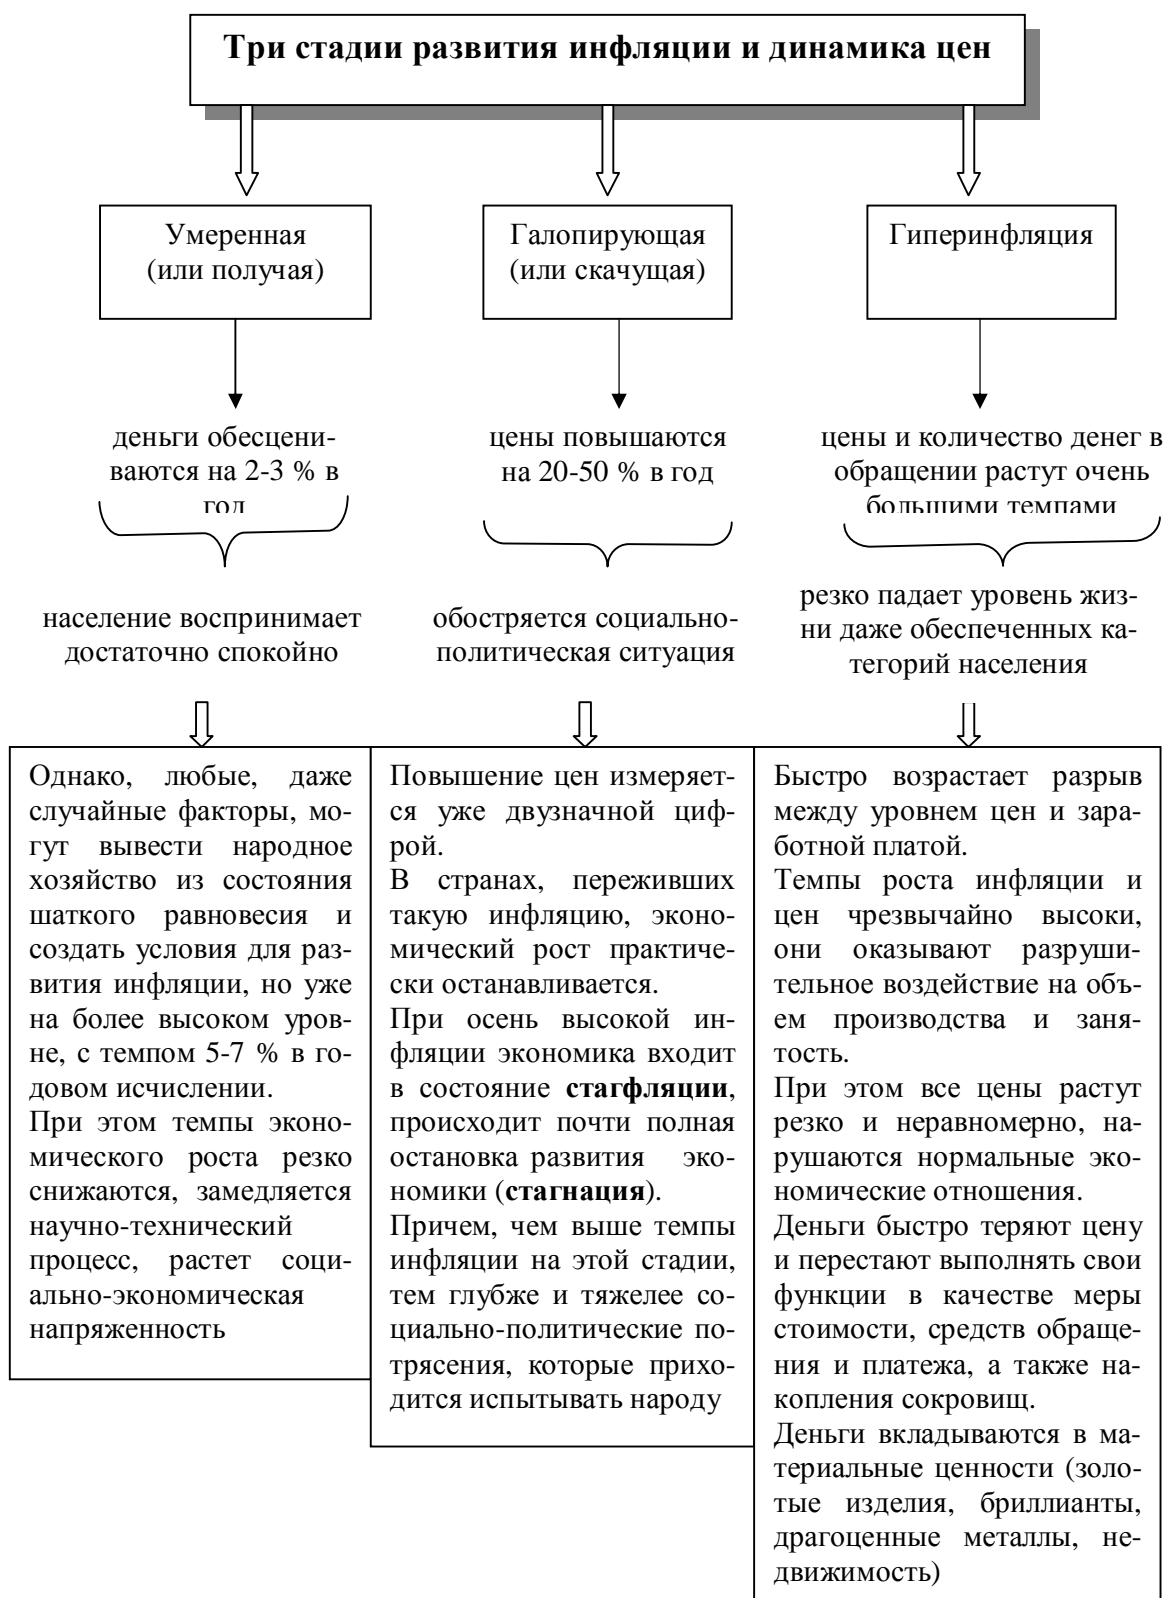 Три стадии развития инфляции и динамика цен
Умеренная
(или получая)
деньги обесцени-
ваются на 2-3 % в
год
население воспринимает
достаточно спокойно
Однако, любые, даже
случайные факторы, мо-
гут вывести народное
хозяйство из состояния
шаткого равновесия и
создать условия для раз-
вития инфляции, но уже
на более высоком уров-
не, с темпом 5-7 % в го-
довом исчислении.
При этом темпы эконо-
мического роста резко
снижаются, замедляется
научно-технический
процесс, растет соци-
ально-экономическая
напряженность
Галопирующая
(или скачущая)
цены повышаются
на 20-50 % в год
обостряется социально-
политическая ситуация
Повышение цен измеряет-
ся уже двузначной циф-
рой.
В странах, переживших
такую инфляцию, эконо-
мический рост практиче-
ски останавливается.
При осень высокой ин-
фляции экономика входит
в состояние стагфляции,
происходит почти полная
остановка развития эко-
номики (стагнация).
Причем, чем выше темпы
инфляции на этой стадии,
тем глубже и тяжелее со-
циально-политические по-
трясения, которые прихо-
дится испытывать народу
Гиперинфляция
цены и количество денег в
обращении растут очень
большими темпами
резко падает уровень жиз-
ни даже обеспеченных ка-
тегорий населения
Быстро возрастает разрыв
между уровнем цен и зара-
ботной платой.
Темпы роста инфляции и
цен чрезвычайно высоки,
они оказывают разруши-
тельное воздействие на объ-
ем производства и заня-
тость.
При этом все цены растут
резко и неравномерно, на-
рушаются нормальные эко-
номические отношения.
Деньги быстро теряют цену
и перестают выполнять свои
функции в качестве меры
стоимости, средств обраще-
ния и платежа, а также на-
копления сокровищ.
Деньги вкладываются в ма-
териальные ценности (золо-
тые изделия, бриллианты,
драгоценные металлы, не-
движимость)